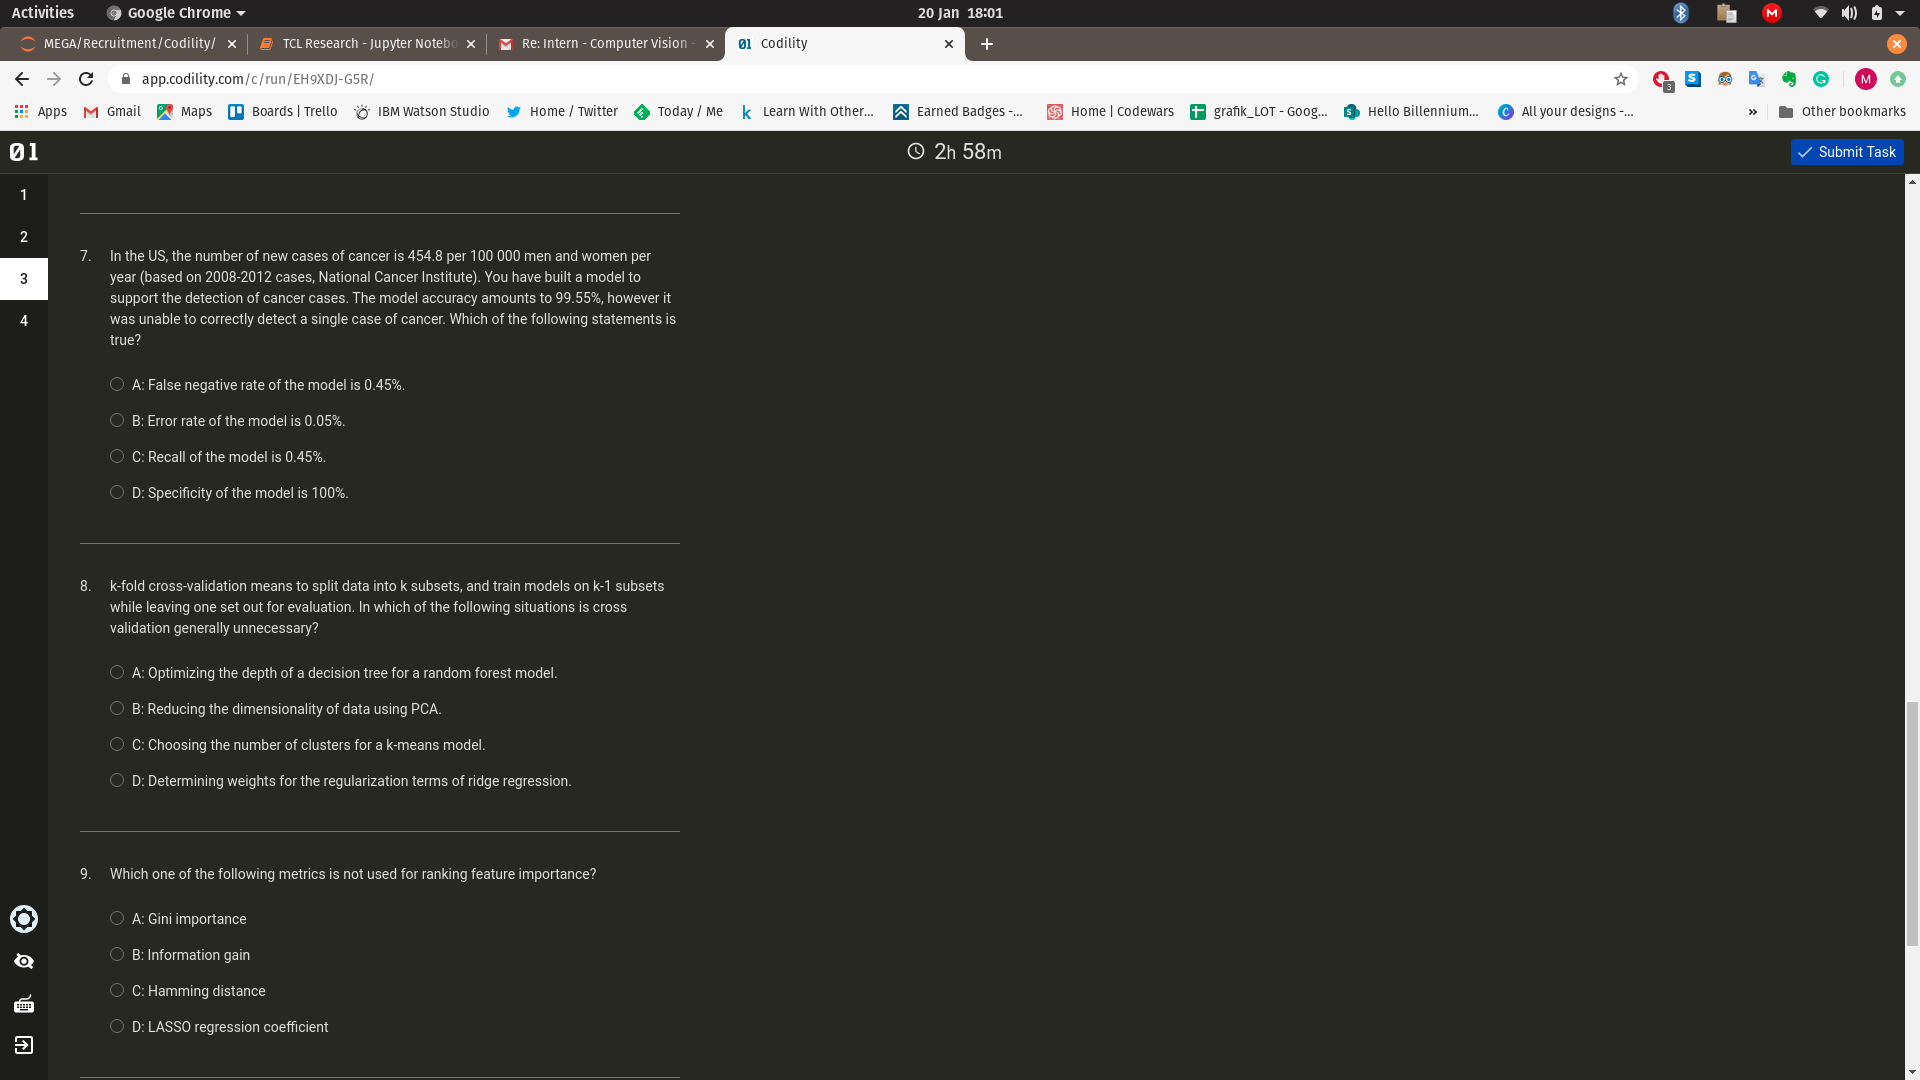 Activities
Google Chrome
20 Jan 18:01
MEGA/Recruitment/Codility/
TCL Research - Jupyter Notebo
Re: Intern - Computer Vision -
01 Codility
app.codility.com/c/run/EH9XDJ-G5R/
3
M
Apps
Gmail
Maps
Boards | Trello
IBM Watson Studio
Home / Twitter
Today / Me
Learn With Other...
Earned Badges -...
Home | Codewars
grafik_LOT - Goog...
Hello Billennium...
All your designs -...
»
Other bookmarks
01
2h 58m
Submit Task
1
2
3
4
7. In the US, the number of new cases of cancer is 454.8 per 100 000 men and women per
year (based on 2008-2012 cases, National Cancer Institute). You have built a model to
support the detection of cancer cases. The model accuracy amounts to 99.55%, however it
was unable to correctly detect a single case of cancer. Which of the following statements is
true?
A: False negative rate of the model is 0.45%.
B: Error rate of the model is 0.05%.
C: Recall of the model is 0.45%.
D: Specificity of the model is 100%.
8. k-fold cross-validation means to split data into k subsets, and train models on k-1 subsets
while leaving one set out for evaluation. In which of the following situations is cross
validation generally unnecessary?
A: Optimizing the depth of a decision tree for a random forest model.
B: Reducing the dimensionality of data using PCA.
C: Choosing the number of clusters for a k-means model.
D: Determining weights for the regularization terms of ridge regression.
9. Which one of the following metrics is not used for ranking feature importance?
A: Gini importance
B: Information gain
C: Hamming distance
D: LASSO regression coefficient